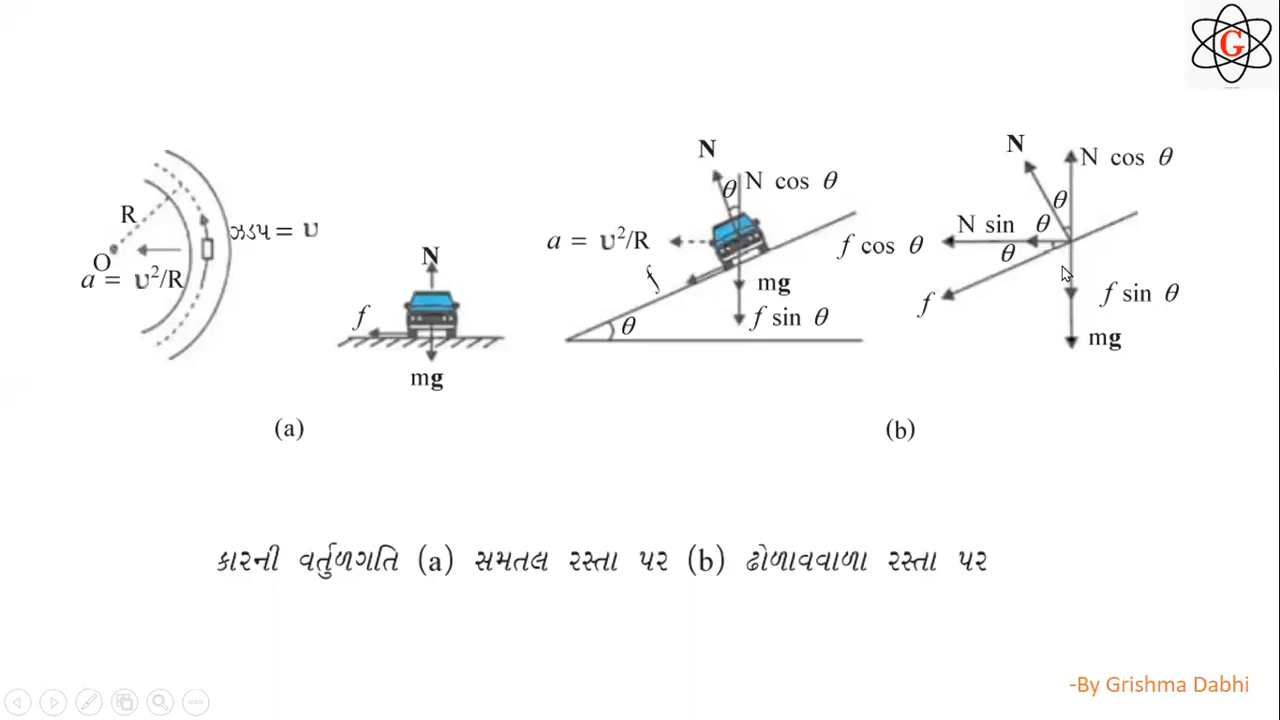 G
R
O
a = υ²/R
ઝડપ = υ
N
f
mg
(a)
N
θ
N cos θ
a = υ²/R
f
mg
f sin θ
θ
N
N cos θ
θ
N sin θ
f cos θ
θ
f
f sin θ
mg
(b)
કારની વર્તુળગતિ (a) સમતલ રસ્તા પર (b) ઢોળાવવાળા રસ્તા પર
-By Grishma Dabhi